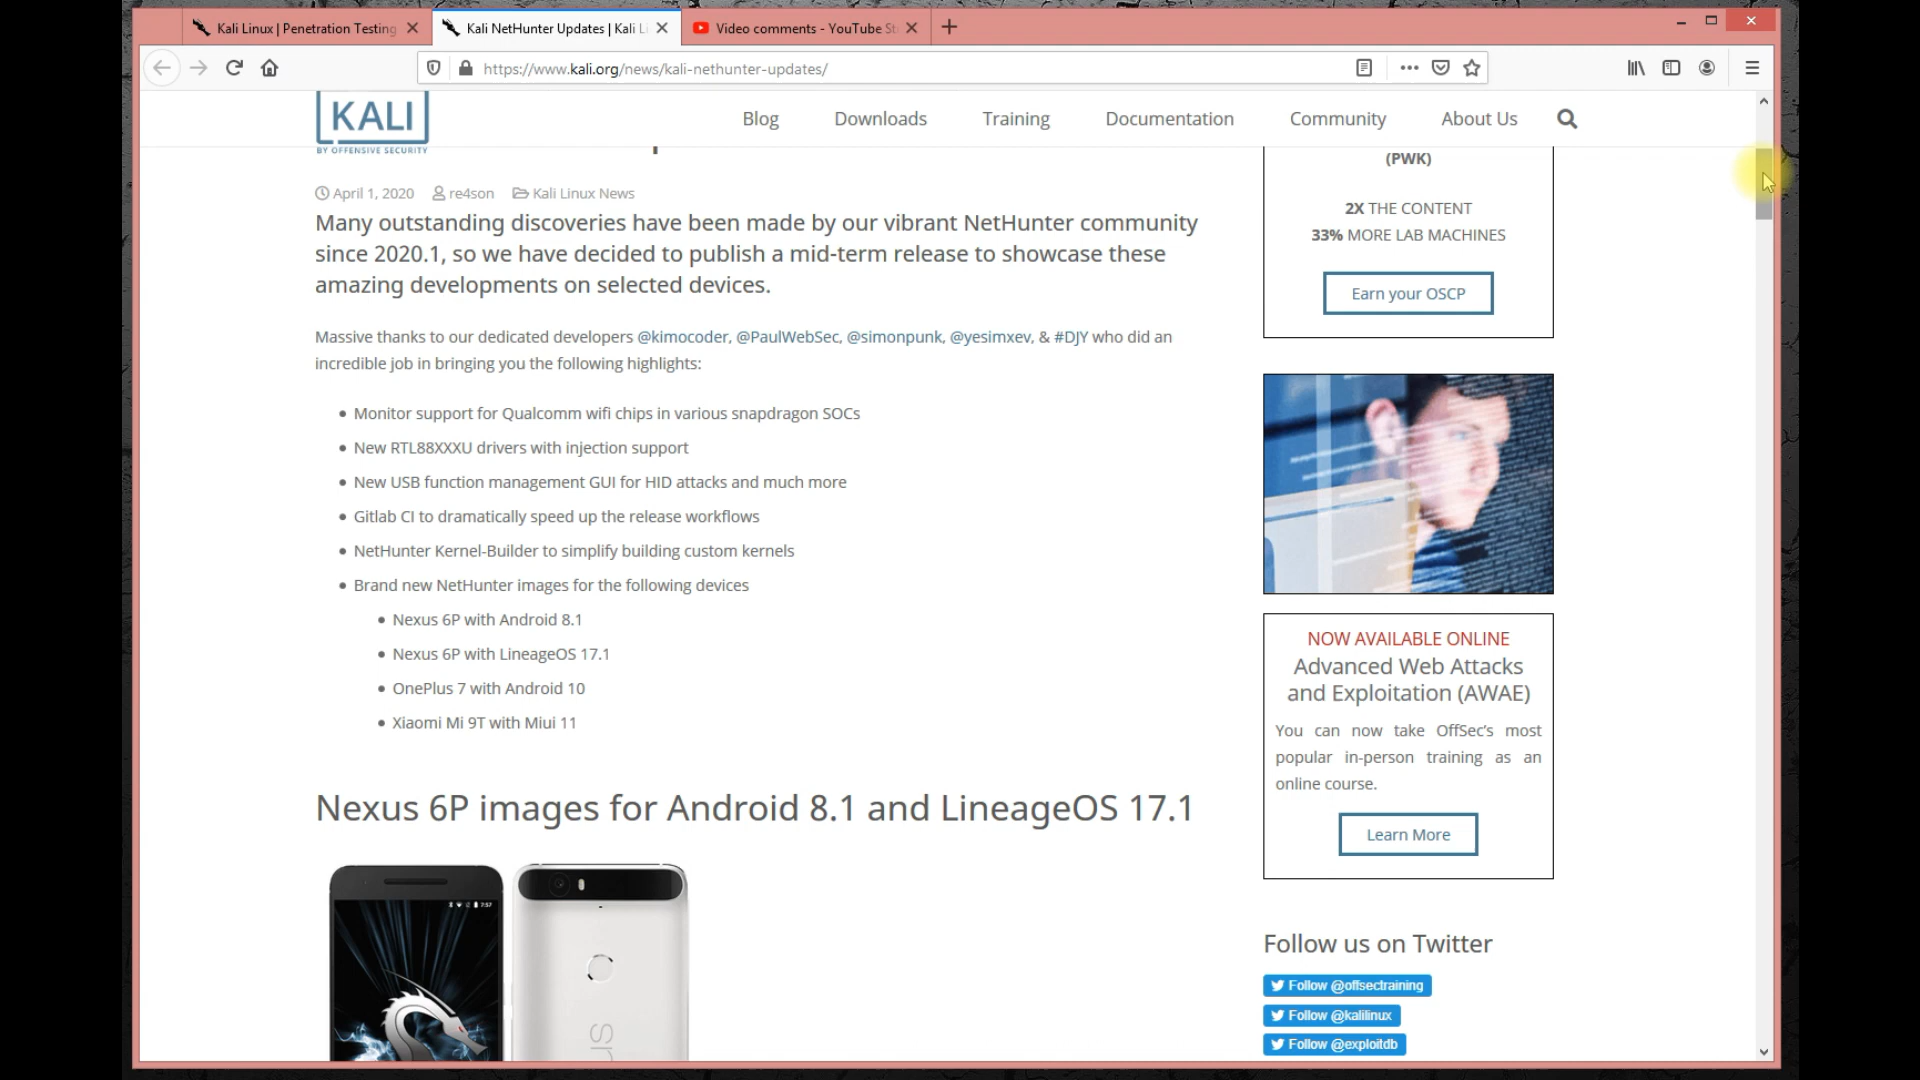 Kali Linux | Penetration Testing
Kali NetHunter Updates | Kali Li
Video comments - YouTube St
https://www.kali.org/news/kali-nethunter-updates/
KALI
BY OFFENSIVE SECURITY
Blog
Downloads
Training
Documentation
Community
About Us
April 1, 2020
re4son
Kali Linux News
Many outstanding discoveries have been made by our vibrant NetHunter community
since 2020.1, so we have decided to publish a mid-term release to showcase these
amazing developments on selected devices.
Massive thanks to our dedicated developers @kimocoder, @PaulWebSec, @simonpunk, @yesimxev, & #DJY who did an
incredible job in bringing you the following highlights:
Monitor support for Qualcomm wifi chips in various snapdragon SOCs
New RTL88XXXU drivers with injection support
New USB function management GUI for HID attacks and much more
Gitlab CI to dramatically speed up the release workflows
NetHunter Kernel-Builder to simplify building custom kernels
Brand new NetHunter images for the following devices
Nexus 6P with Android 8.1
Nexus 6P with LineageOS 17.1
OnePlus 7 with Android 10
Xiaomi Mi 9T with Miui 11
Nexus 6P images for Android 8.1 and LineageOS 17.1
7:57
(PWK)
2X THE CONTENT
33% MORE LAB MACHINES
Earn your OSCP
NOW AVAILABLE ONLINE
Advanced Web Attacks
and Exploitation (AWAE)
You can now take OffSec's most
popular in-person training as an
online course.
Learn More
Follow us on Twitter
Follow @offsectraining
Follow @kalilinux
Follow @exploitdb